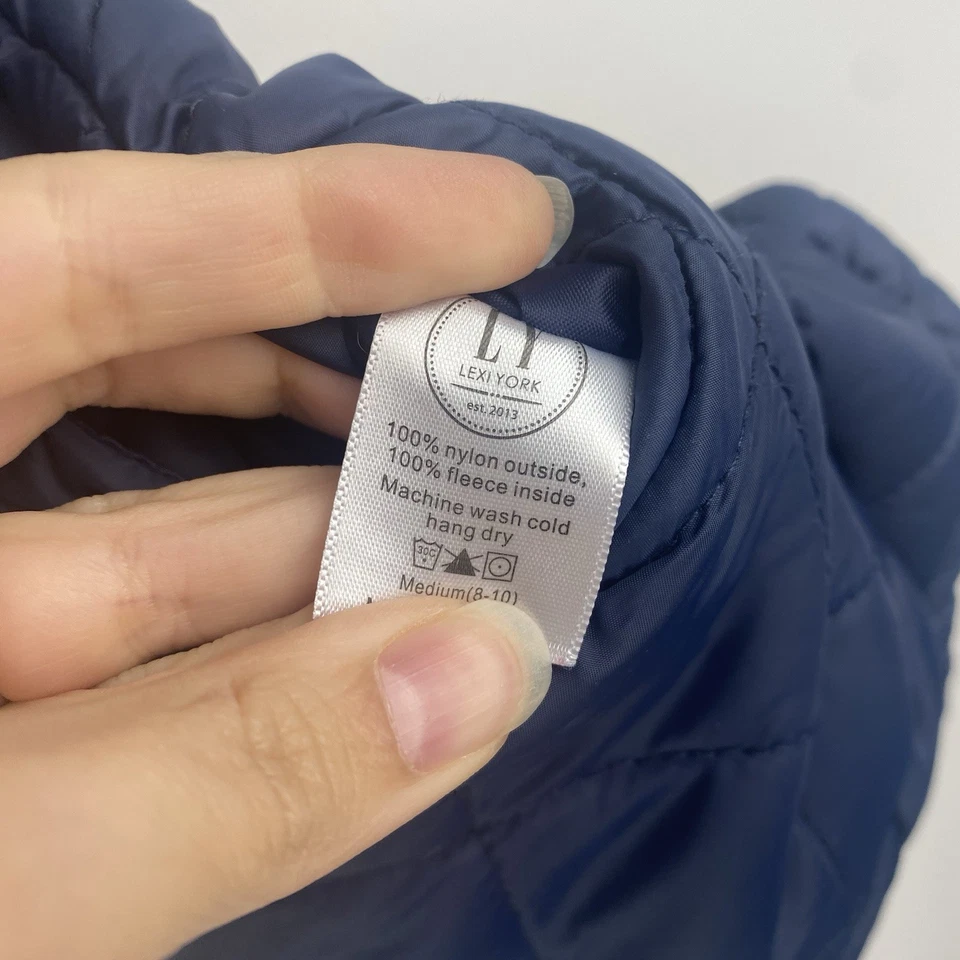 LY
LEXI YORK
est. 2013
100% nylon outside,
100% fleece inside
Machine wash cold
hang dry
30C
Medium(8-10)